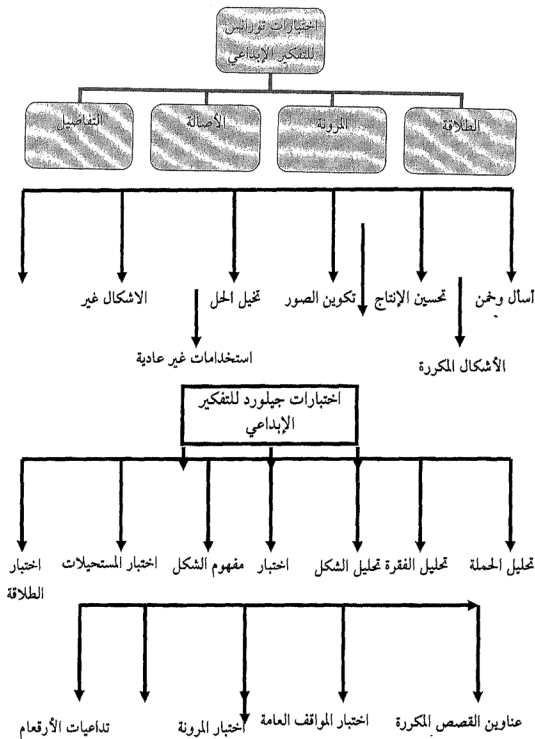 اختبارات تورانس
للتفكير الإبداعي
الطلاقة
المرونة
الأصالة
التفاصيل
أسأل وخمن
تحسين الإنتاج
تكوين الصور
تخيل الحل
الاشكال غير
الأشكال المكررة
استخدامات غير عادية
اختبارات جيلورد للتفكير
الإبداعي
تحليل الحملة
تحليل الفقرة
تحليل الشكل
اختبار
مفهوم الشكل
اختبار المستحيلات
اختبار
الطلاقة
عناوين القصص المكررة
اختبار المواقف العامة
اختبار المرونة
تداعيات الأرقعام